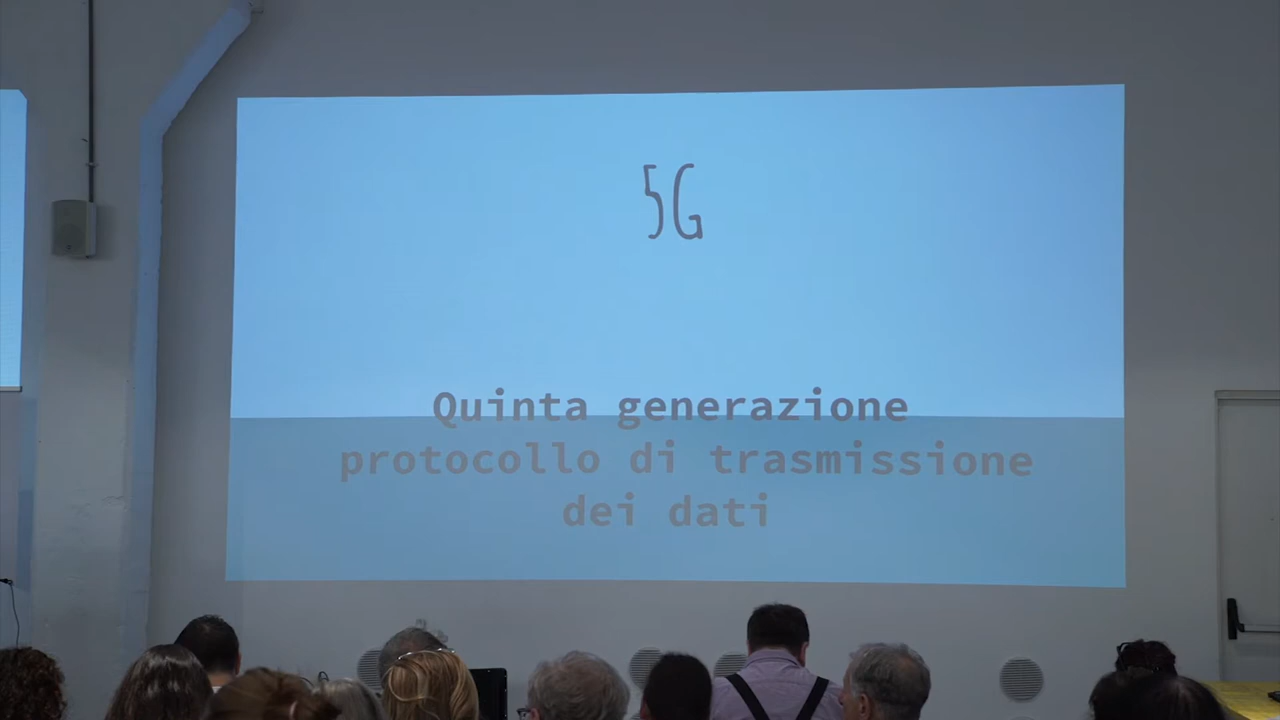 5G
Quinta generazione
protocollo di trasmissione
dei dati